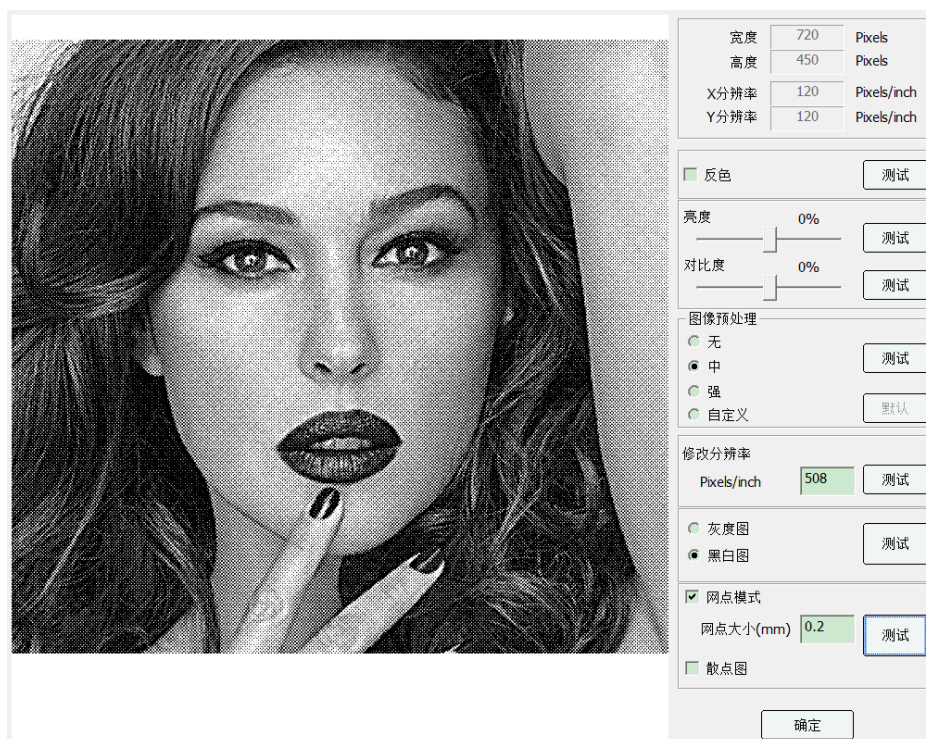 宽度 720 Pixels
高度 450 Pixels
X分辨率 120 Pixels/inch
Y分辨率 120 Pixels/inch
反色 测试
亮度 0%
测试
对比度 0%
测试
图像预处理
无
中 测试
强
自定义 默认
修改分辨率
Pixels/inch 508 测试
灰度图
黑白图 测试
网点模式
网点大小(mm) 0.2 测试
散点图
确定